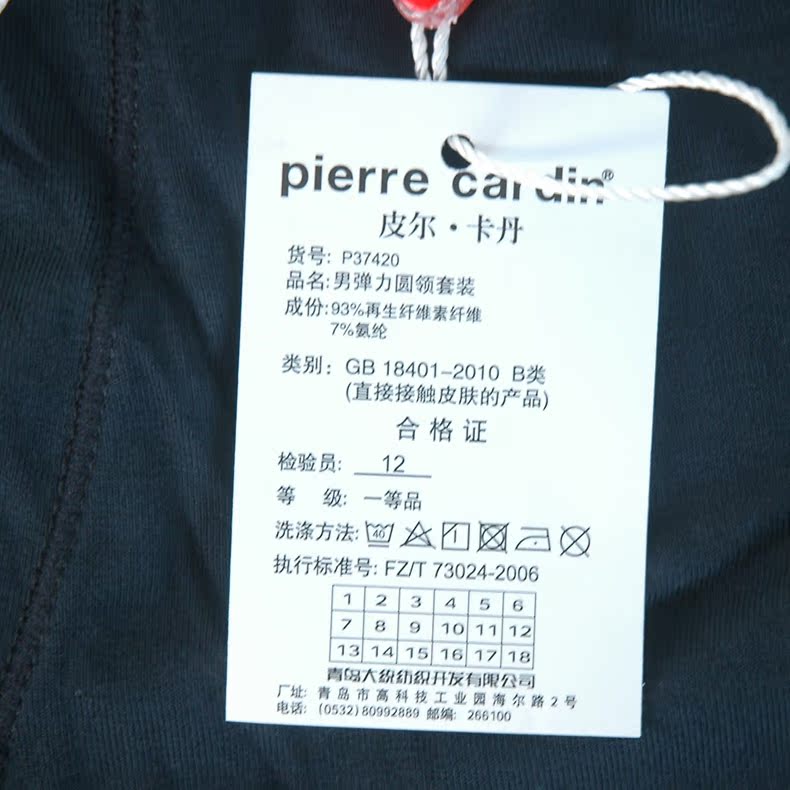 pierre cardin®
皮尔·卡丹
货号: P37420
品名:男弹力圆领套装
成份:93%再生纤维素纤维
7%氨纶
类别: GB 18401-2010 B类
(直接接触皮肤的产品)
合格证
检验员: 12
等 级: 一等品
洗涤方法: 40
执行标准号: FZ/T 73024-2006
1 2 3 4 5 6
7 8 9 10 11 12
13 14 15 16 17 18
青岛大统纺织开发有限公司
厂址: 青岛市高科技工业园海尔路2号
电话: (0532)80992889 邮编: 266100